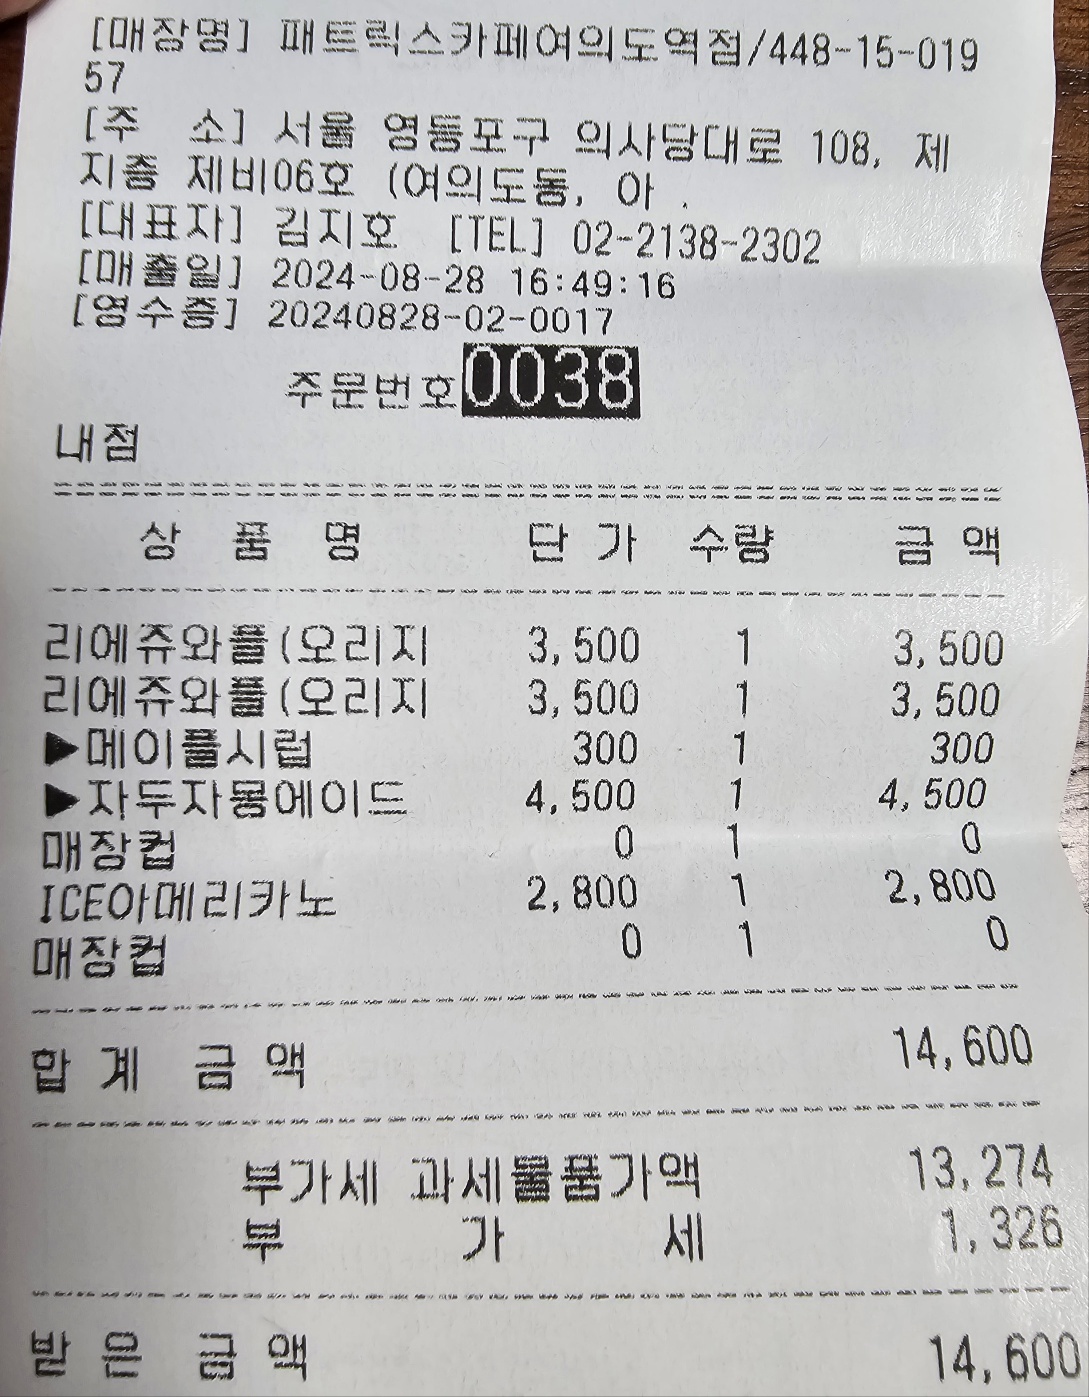 [매장명] 패트릭스카페여의도역점/448-15-019
57
[주 소] 서울 영등포구 의사당대로 108, 제
지층 제비06호 (여의도동, 아 .
[대표자] 김지호 [TEL] 02-2138-2302
[매출일] 2024-08-28 16:49:16
[영수증] 20240828-02-0017
주문번호 0038
내점
상 품 명 단 가 수량 금 액
리에쥬와플(오리지 3,500 1 3,500
리에쥬와플(오리지 3,500 1 3,500
▶메이플시럽 300 1 300
▶자두자몽에이드 4,500 1 4,500
매장컵 0 1 0
ICE아메리카노 2,800 1 2,800
매장컵 0 1 0
합 계 금 액 14,600
부가세 과세물품가액 13,274
부 가 세 1,326
받 은 금 액 14,600